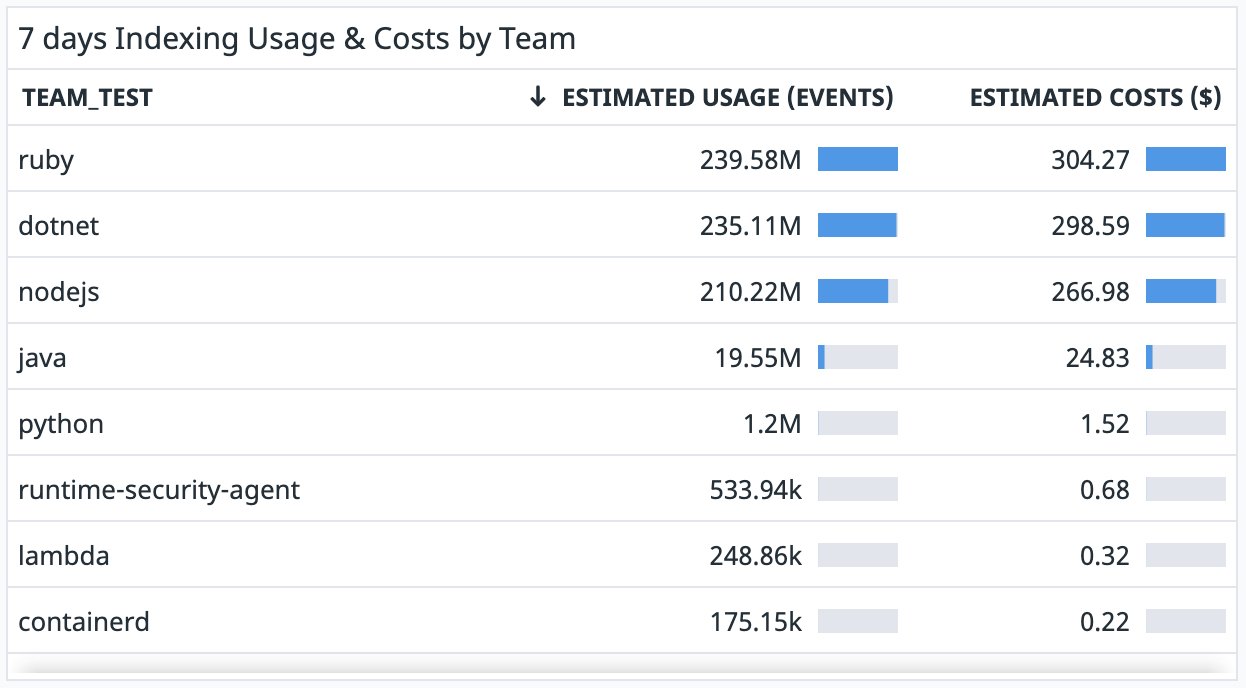 7 days Indexing Usage & Costs by Team
TEAM_TEST ↓ ESTIMATED USAGE (EVENTS) ESTIMATED COSTS ($)
ruby 239.58M 304.27
dotnet 235.11M 298.59
nodejs 210.22M 266.98
java 19.55M 24.83
python 1.2M 1.52
runtime-security-agent 533.94k 0.68
lambda 248.86k 0.32
containerd 175.15k 0.22